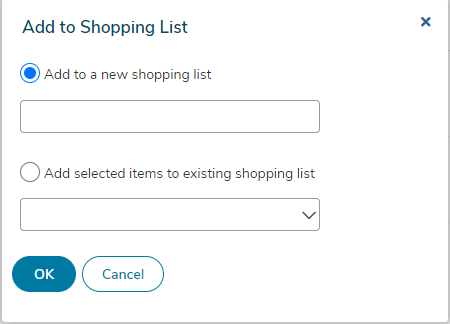 Add to Shopping List
Add to a new shopping list
Add selected items to existing shopping list
OK Cancel